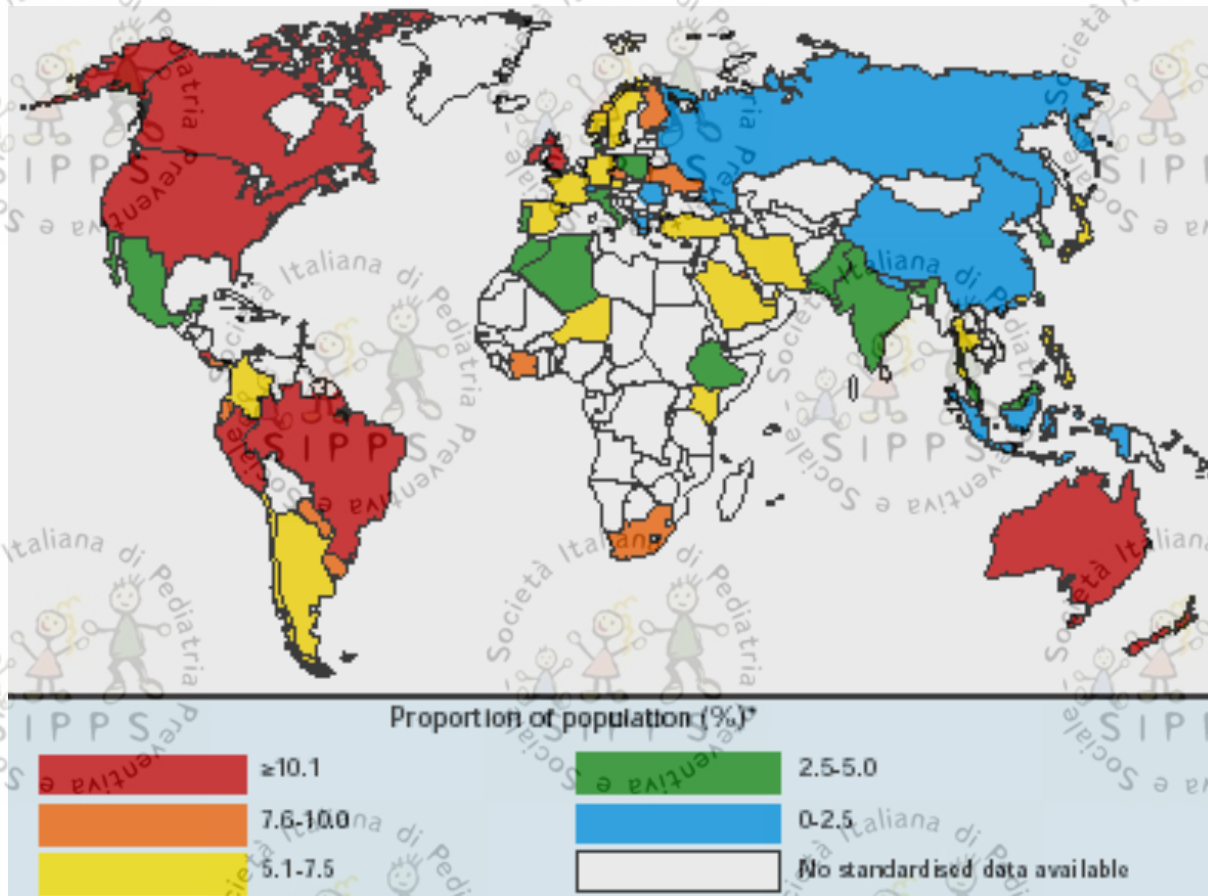 Proportion of population (%)*
≥10.1
7.6-10.0
5.1-7.5
2.5-5.0
0-2.5
No standardised data available
Società Italiana di Pediatria Preventiva e Sociale
SIPPS